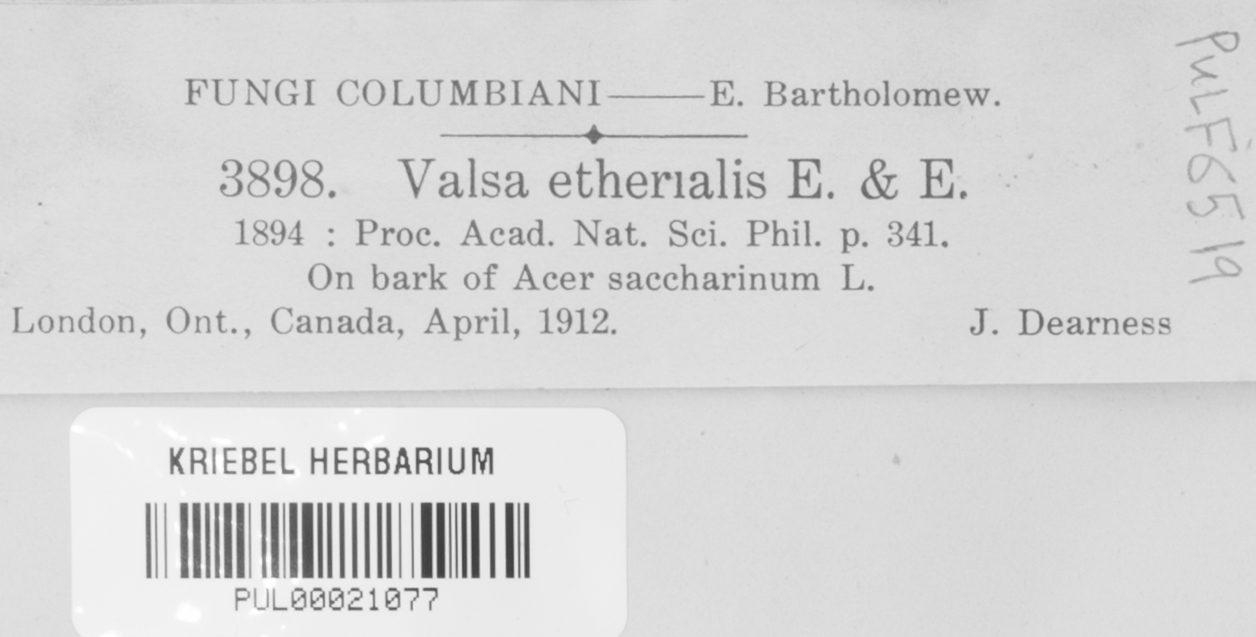 FUNGI COLUMBIANI——E. Bartholomew.
3898. Valsa etherialis E. & E.
1894 : Proc. Acad. Nat. Sci. Phil. p. 341.
On bark of Acer saccharinum L.
London, Ont., Canada, April, 1912. J. Dearness
PULF6519
KRIEBEL HERBARIUM
PUL00021077